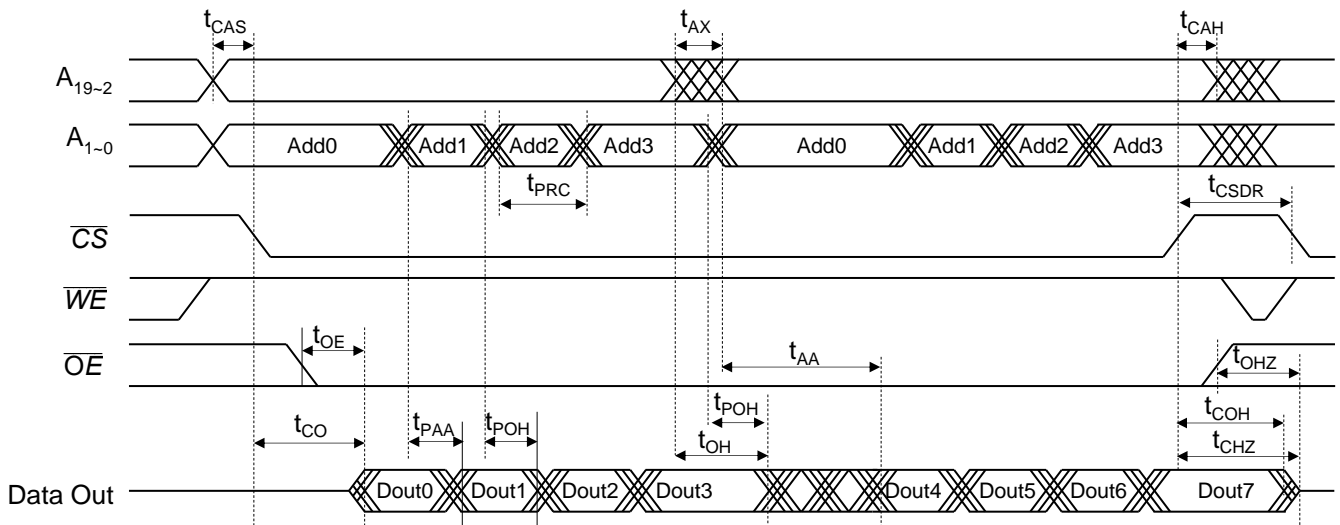 tCAS
tAX
tCAH
A19~2
A1~0
Add0 Add1 Add2 Add3 Add0 Add1 Add2 Add3
tPRC
tCSDR
CS
WE
OE
tOE
tAA
tOHZ
tCO
tPAA
tPOH
tPOH
tOH
tCOH
tCHZ
Data Out
Dout0 Dout1 Dout2 Dout3 Dout4 Dout5 Dout6 Dout7